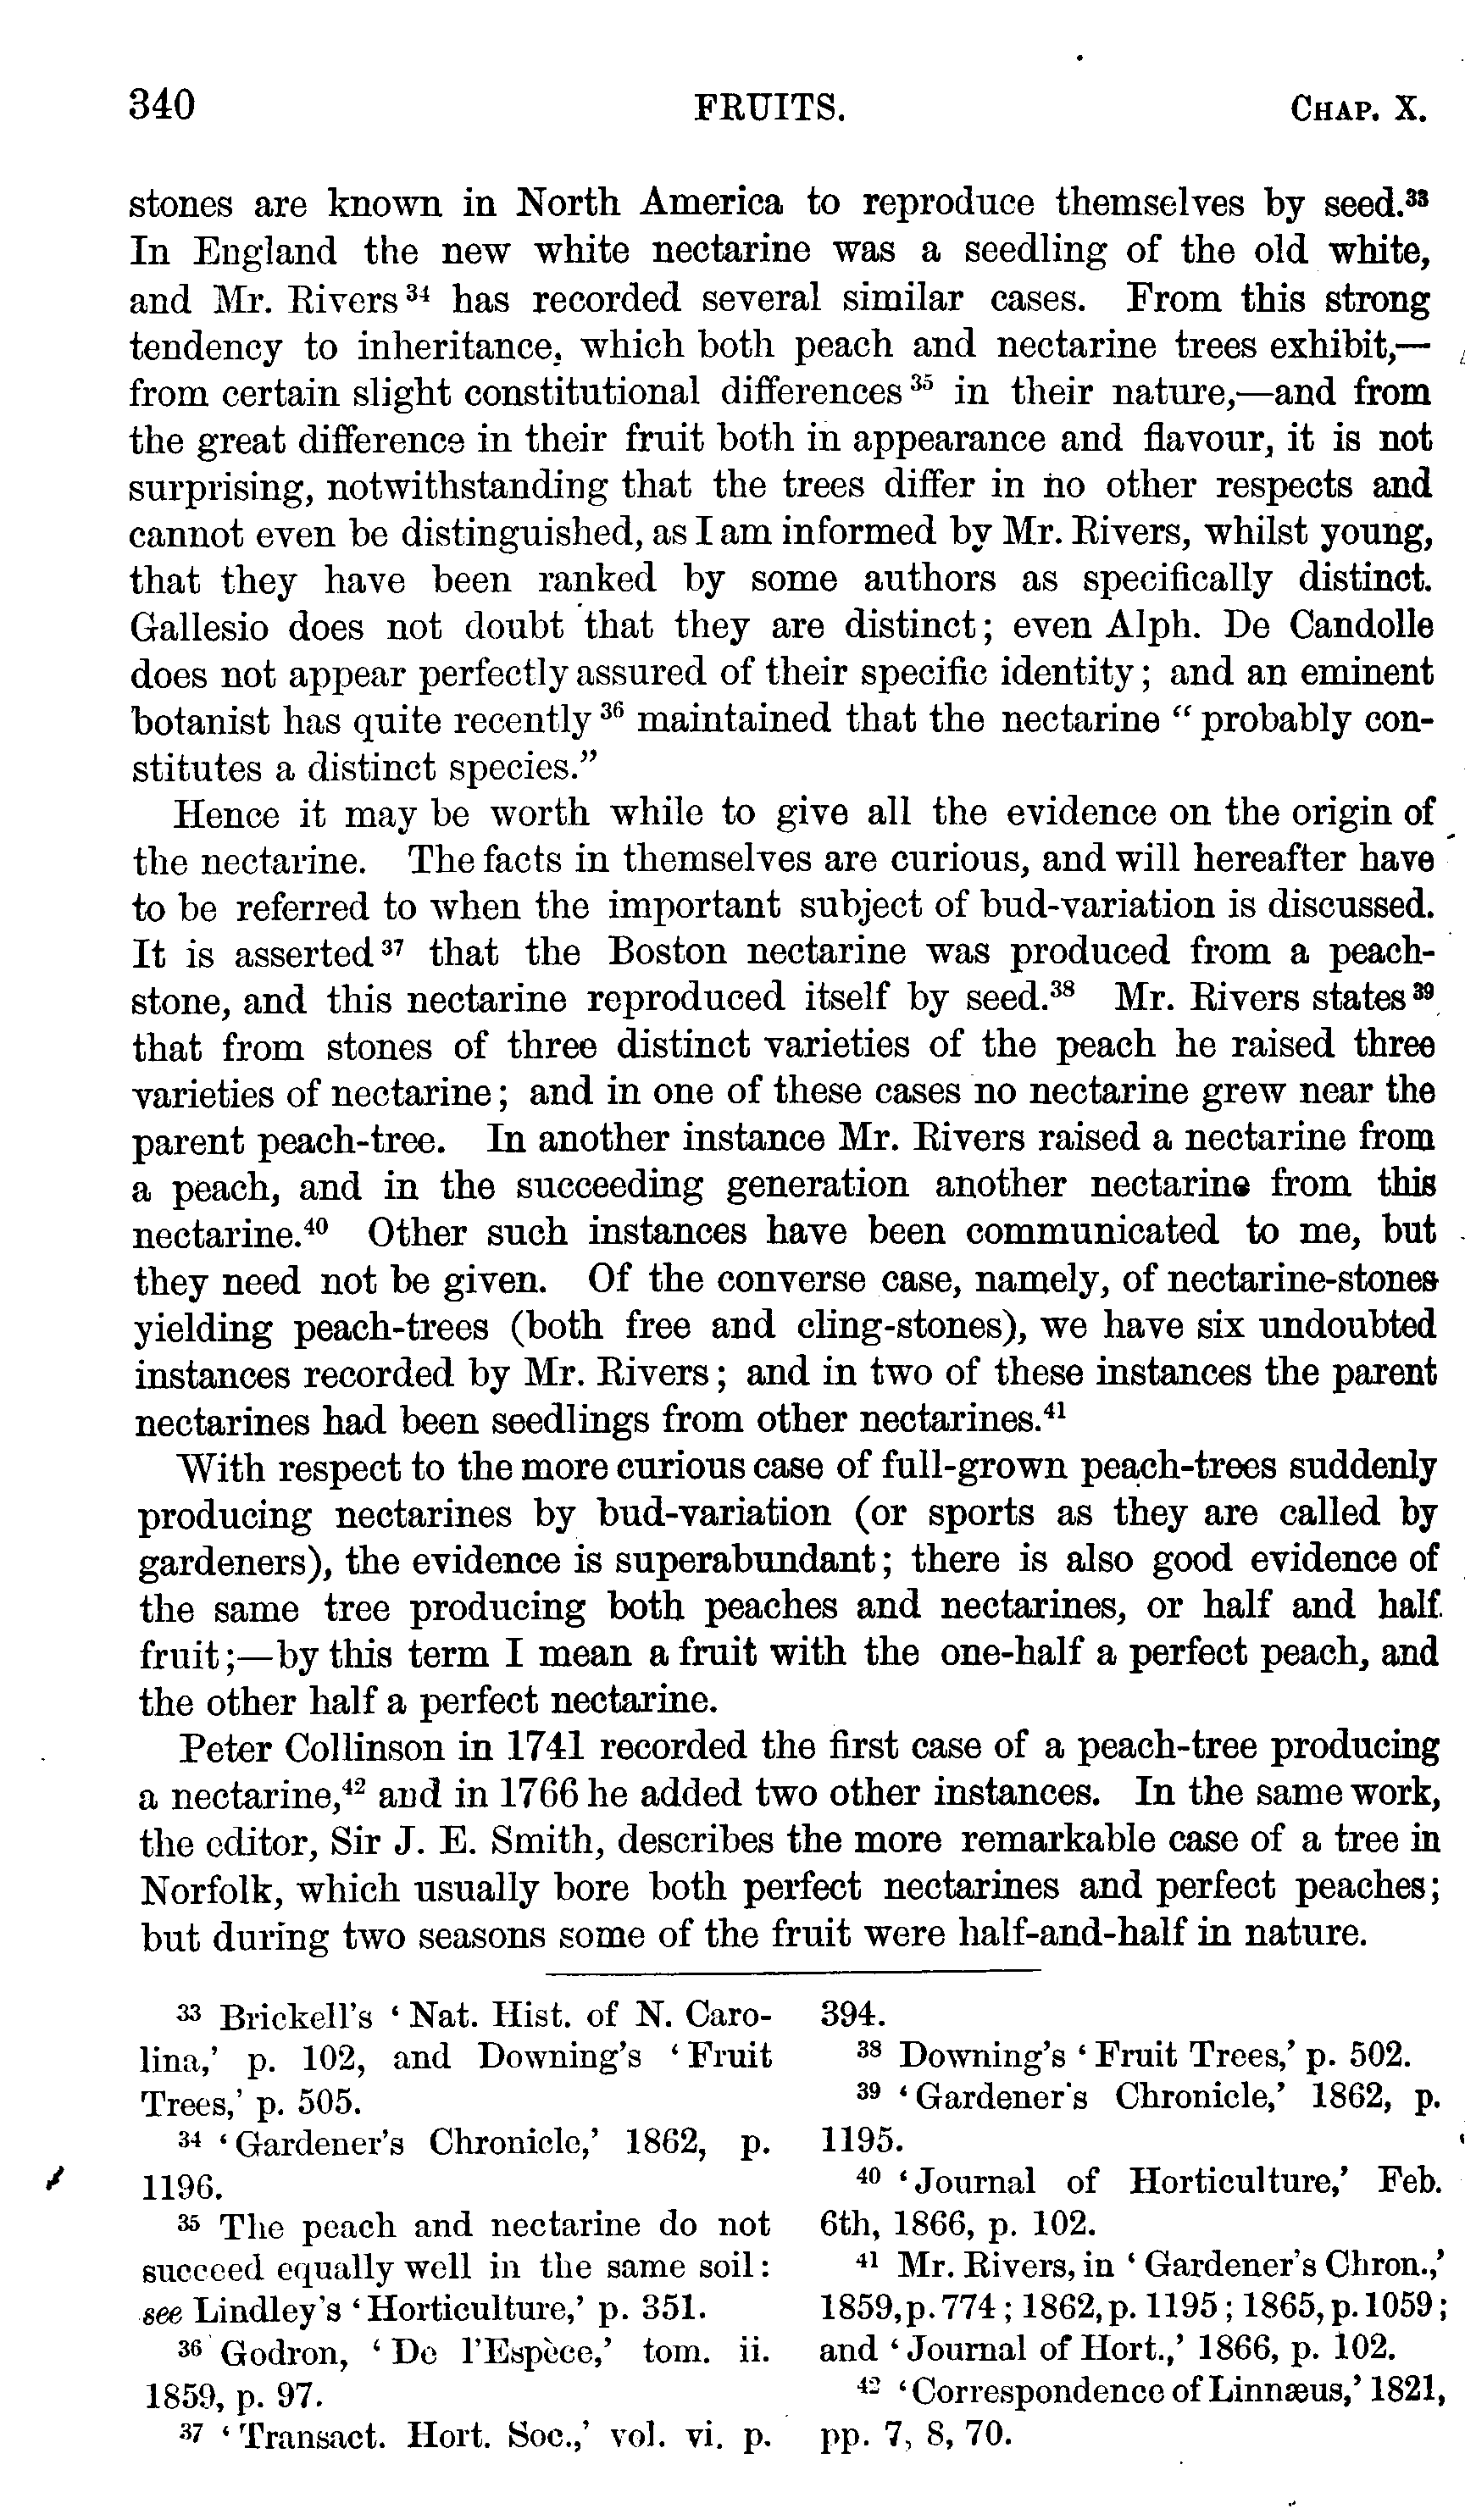 340 FRUITS. CHAP. X.
stones are known in North America to reproduce themselves by seed.³³
In England the new white nectarine was a seedling of the old white,
and Mr. Rivers³⁴ has recorded several similar cases. From this strong
tendency to inheritance, which both peach and nectarine trees exhibit,—
from certain slight constitutional differences³⁵ in their nature,—and from
the great difference in their fruit both in appearance and flavour, it is not
surprising, notwithstanding that the trees differ in no other respects and
cannot even be distinguished, as I am informed by Mr. Rivers, whilst young,
that they have been ranked by some authors as specifically distinct.
Gallesio does not doubt that they are distinct; even Alph. De Candolle
does not appear perfectly assured of their specific identity; and an eminent
botanist has quite recently³⁶ maintained that the nectarine “probably con-
stitutes a distinct species.”
Hence it may be worth while to give all the evidence on the origin of
the nectarine. The facts in themselves are curious, and will hereafter have
to be referred to when the important subject of bud-variation is discussed.
It is asserted³⁷ that the Boston nectarine was produced from a peach-
stone, and this nectarine reproduced itself by seed.³⁸ Mr. Rivers states³⁹
that from stones of three distinct varieties of the peach he raised three
varieties of nectarine; and in one of these cases no nectarine grew near the
parent peach-tree. In another instance Mr. Rivers raised a nectarine from
a peach, and in the succeeding generation another nectarine from this
nectarine.⁴⁰ Other such instances have been communicated to me, but
they need not be given. Of the converse case, namely, of nectarine-stones
yielding peach-trees (both free and cling-stones), we have six undoubted
instances recorded by Mr. Rivers; and in two of these instances the parent
nectarines had been seedlings from other nectarines.⁴¹
With respect to the more curious case of full-grown peach-trees suddenly
producing nectarines by bud-variation (or sports as they are called by
gardeners), the evidence is superabundant; there is also good evidence of
the same tree producing both peaches and nectarines, or half and half
fruit;—by this term I mean a fruit with the one-half a perfect peach, and
the other half a perfect nectarine.
Peter Collinson in 1741 recorded the first case of a peach-tree producing
a nectarine,⁴² and in 1766 he added two other instances. In the same work,
the editor, Sir J. E. Smith, describes the more remarkable case of a tree in
Norfolk, which usually bore both perfect nectarines and perfect peaches;
but during two seasons some of the fruit were half-and-half in nature.
³³ Brickell’s ‘Nat. Hist. of N. Caro-
lina,’ p. 102, and Downing’s ‘Fruit
Trees,’ p. 505.
³⁴ ‘Gardener’s Chronicle,’ 1862, p.
1196.
³⁵ The peach and nectarine do not
succeed equally well in the same soil:
see Lindley’s ‘Horticulture,’ p. 351.
³⁶ Godron, ‘De l’Espèce,’ tom. ii.
1859, p. 97.
³⁷ ‘Transact. Hort. Soc.,’ vol. vi. p.
394.
³⁸ Downing’s ‘Fruit Trees,’ p. 502.
³⁹ ‘Gardener’s Chronicle,’ 1862, p.
1195.
⁴⁰ ‘Journal of Horticulture,’ Feb.
6th, 1866, p. 102.
⁴¹ Mr. Rivers, in ‘Gardener’s Chron.,’
1859, p. 774; 1862, p. 1195; 1865, p. 1059;
and ‘Journal of Hort.,’ 1866, p. 102.
⁴² ‘Correspondence of Linnæus,’ 1821,
pp. 7, 8, 70.